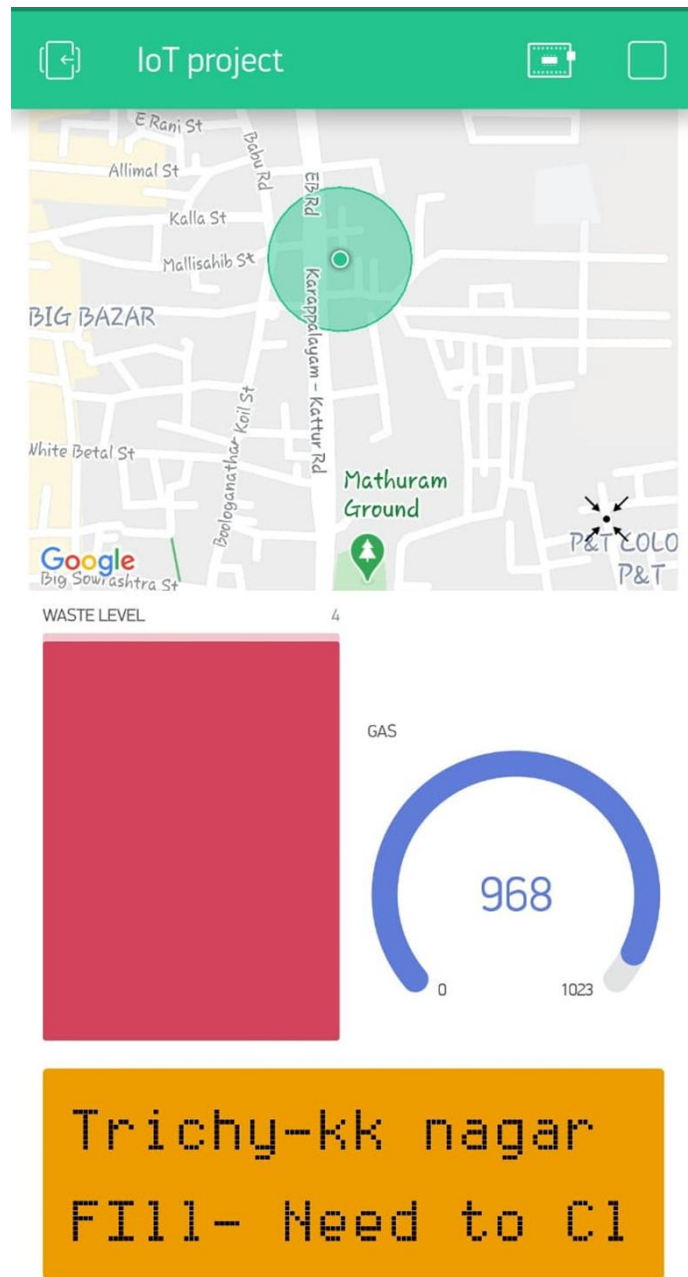 IoT project
E Rani St
Babu Rd
Allimal St
EB Rd
Kalla St
Mallisahib St
Karappalayam - Kattur Rd
BIG BAZAR
Boologanathar Koil St
White Betal St
Mathuram
Ground
P&T COLO
P&T
Google
Big Sowrashtra St
WASTE LEVEL 4
GAS
968
0 1023
Trichy-kk nagar
FIll- Need to Cl